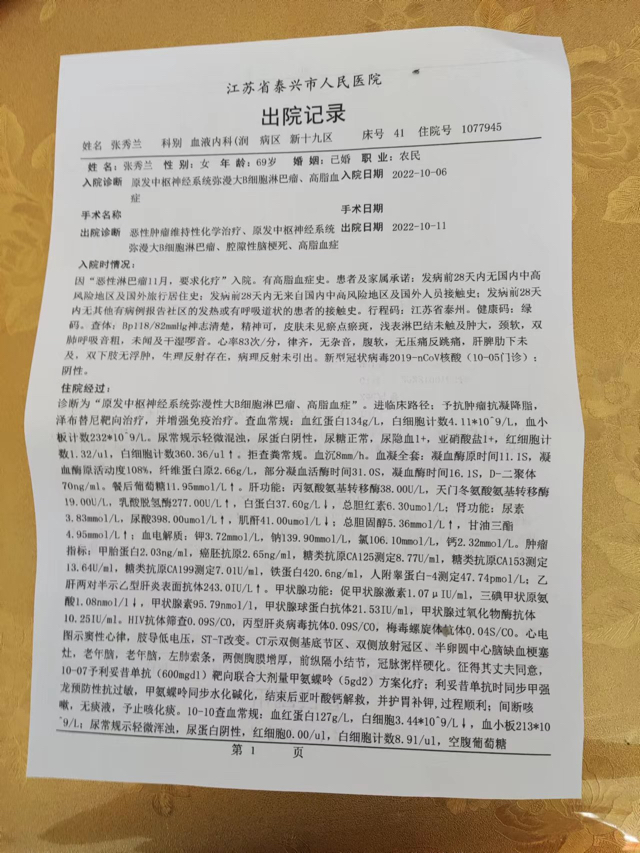 江苏省泰兴市人民医院
出院记录
姓名 张秀兰 科别 血液内科(润 病区 新十九区 床号 41 住院号 1077945
姓名:张秀兰 性别:女 年龄:69岁 婚姻:已婚 职业:农民
入院诊断 原发中枢神经系统弥漫大B细胞淋巴瘤、高脂血 入院日期 2022-10-06
症
手术名称 手术日期
出院诊断 恶性肿瘤维持性化学治疗、原发中枢神经系统 出院日期 2022-10-11
弥漫大B细胞淋巴瘤、腔隙性脑梗死、高脂血症
入院时情况:
因“恶性淋巴瘤11月,要求化疗”入院。有高脂血症史。患者及家属承诺:发病前28天内无国内中高
风险地区及国外旅行居住史;发病前28天内无来自国内中高风险地区及国外人员接触史;发病前28天
内无其他有病例报告社区的发热或有呼吸道状的患者的接触史。行程码:江苏省泰州。健康码:绿
码。查体:Bp118/82mmHg神志清楚,精神可,皮肤未见瘀点瘀斑,浅表淋巴结未触及肿大,颈软,双
肺呼吸音粗,未闻及干湿啰音。心率83次/分,律齐,无杂音,腹软,无压痛反跳痛,肝脾肋下未
及,双下肢无浮肿,生理反射存在,病理反射未引出。新型冠状病毒2019-nCoV核酸(10-05门诊):
阴性。
住院经过:
诊断为“原发中枢神经系统弥漫性大B细胞淋巴瘤、高脂血症”。进临床路径;予抗肿瘤抗凝降脂,
泽布替尼靶向治疗,并增强免疫治疗。查血常规:血红蛋白134g/L,白细胞计数4.11*10^9/L,血小
板计数232*10^9/L。尿常规示轻微混浊,尿蛋白阴性,尿糖正常,尿隐血1+,亚硝酸盐1+,红细胞计
数1.32/ul,白细胞计数360.36/ul↑。拒查粪常规。血沉8mm/h。血凝全套:凝血酶原时间11.1S,凝
血酶原活动度108%,纤维蛋白原2.66g/L,部分凝血活酶时间31.0S,凝血酶时间16.1S,D-二聚体
70ng/ml。餐后葡萄糖11.95mmol/L↑。肝功能:丙氨酸氨基转移酶38.00U/L,天门冬氨酸氨基转移酶
19.00U/L,乳酸脱氢酶277.00U/L↑,白蛋白37.60g/L↓,总胆红素6.30umol/L;肾功能:尿素
3.83mmol/L,尿酸398.00umol/L↑,肌酐41.00umol/L↓;总胆固醇5.36mmol/L↑,甘油三酯
4.95mmol/L↑;血电解质:钾3.72mmol/L,钠139.90mmol/L,氯106.10mmol/L,钙2.32mmol/L。肿瘤
指标:甲胎蛋白2.03ng/ml,癌胚抗原2.65ng/ml,糖类抗原CA125测定8.77U/ml,糖类抗原CA153测定
13.64U/ml,糖类抗原CA199测定7.01U/ml,铁蛋白420.6ng/ml,人附睾蛋白-4测定47.74pmol/L;乙
肝两对半示乙型肝炎表面抗体243.0IU/L↑。甲状腺功能:促甲状腺激素1.07μIU/ml,三碘甲状原氨
酸1.08nmol/l↓,甲状腺素95.79nmol/l,甲状腺球蛋白抗体21.53IU/ml,甲状腺过氧化物酶抗体
10.25IU/ml。HIV抗体筛查0.09S/CO,丙型肝炎病毒抗体0.09S/CO,梅毒螺旋体抗体0.04S/CO。心电
图示窦性心律,肢导低电压,ST-T改变。CT示双侧基底节区、双侧放射冠区、半卵圆中心脑缺血梗塞
灶,老年脑,老年脑,左肺索条,两侧胸膜增厚,前纵隔小结节,冠脉粥样硬化。征得其丈夫同意,
10-07予利妥昔单抗(600mgd1)靶向联合大剂量甲氨蝶呤(5gd2)方案化疗;利妥昔单抗时同步甲强
龙预防性抗过敏,甲氨蝶呤同步水化碱化,结束后亚叶酸钙解救,并护胃补钾,过程顺利;间断咳
嗽,无痰液,予止咳化痰。10-10查血常规:血红蛋白127g/L,白细胞3.44*10^9/L↓,血小板213*10
^9/L;尿常规示轻微浑浊,尿蛋白阴性,红细胞0.00/ul,白细胞计数8.91/ul,空腹葡萄糖
第 1 页